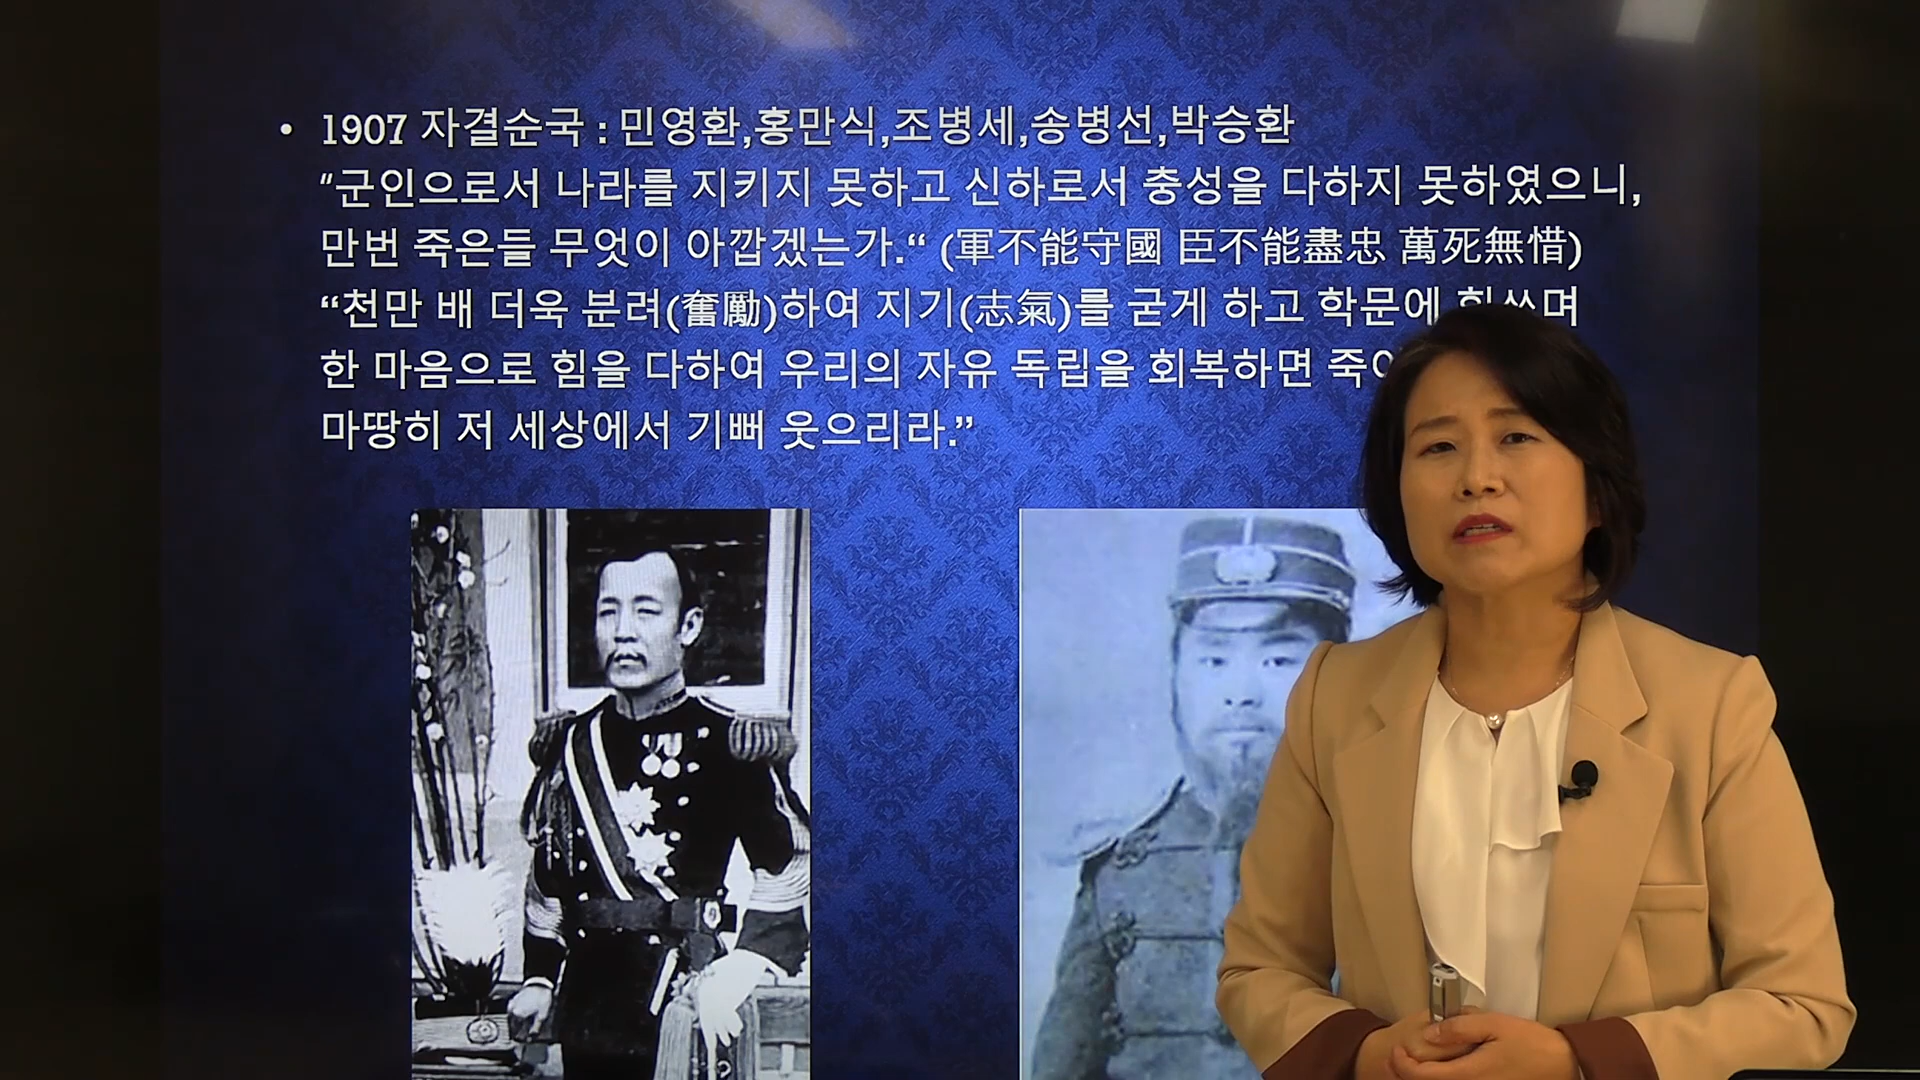 • 1907 자결순국 : 민영환,홍만식,조병세,송병선,박승환
"군인으로서 나라를 지키지 못하고 신하로서 충성을 다하지 못하였으니,
만번 죽은들 무엇이 아깝겠는가.“ (軍不能守國 臣不能盡忠 萬死無惜)
“천만 배 더욱 분려(奮勵)하여 지기(志氣)를 굳게 하고 학문에 힘쓰며
한 마음으로 힘을 다하여 우리의 자유 독립을 회복하면
마땅히 저 세상에서 기뻐 웃으리라.”